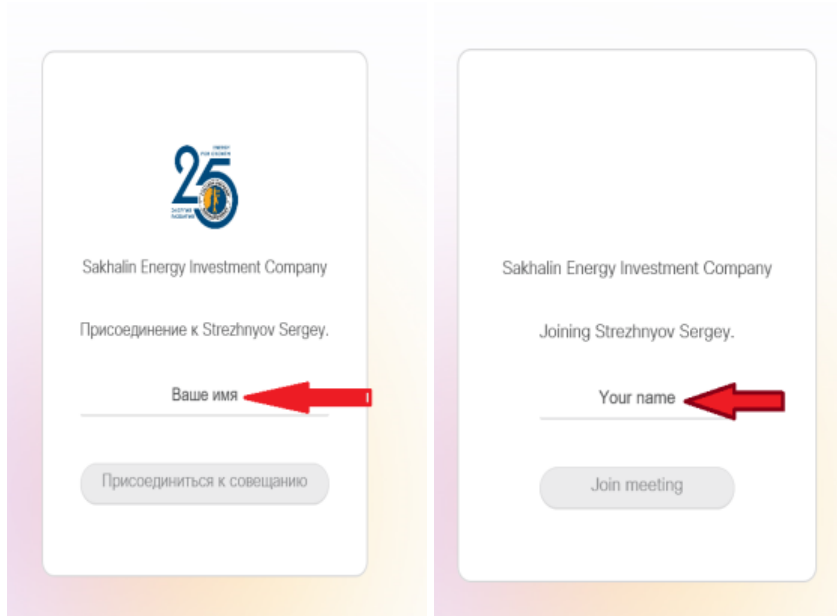 25
Sakhalin Energy Investment Company
Присоединение к Strezhnyov Sergey.
Ваше имя
Присоединиться к совещанию
Sakhalin Energy Investment Company
Joining Strezhnyov Sergey.
Your name
Join meeting